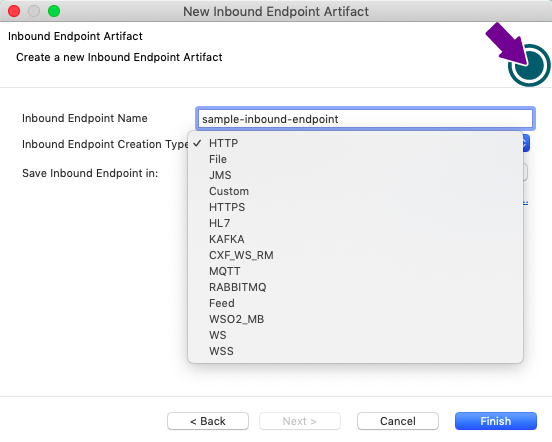 New Inbound Endpoint Artifact
Inbound Endpoint Artifact
Create a new Inbound Endpoint Artifact
Inbound Endpoint Name
sample-inbound-endpoint
Inbound Endpoint Creation Type
✓ HTTP
File
JMS
Save Inbound Endpoint in:
Custom
HTTPS
HL7
KAFKA
CXF_WS_RM
MQTT
RABBITMQ
Feed
WSO2_MB
WS
WSS
< Back
Next >
Cancel
Finish